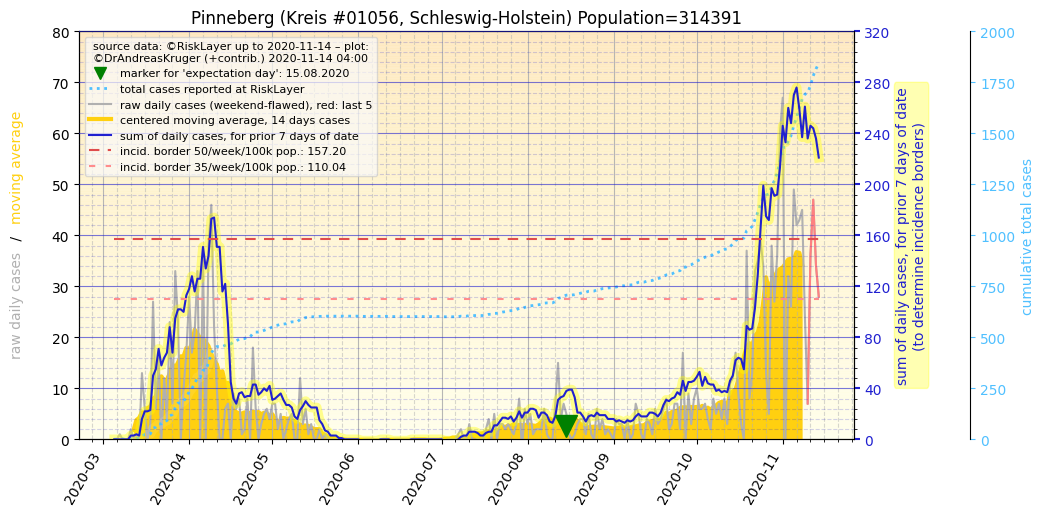 Pinneberg (Kreis #01056, Schleswig-Holstein) Population=314391
source data: ©RiskLayer up to 2020-11-14 – plot:
©DrAndreasKruger (+contrib.) 2020-11-14 04:00
marker for 'expectation day': 15.08.2020
total cases reported at RiskLayer
raw daily cases (weekend-flawed), red: last 5
centered moving average, 14 days cases
sum of daily cases, for prior 7 days of date
incid. border 50/week/100k pop.: 157.20
incid. border 35/week/100k pop.: 110.04
raw daily cases / moving average
80
70
60
50
40
30
20
10
0
320
280
240
200
160
120
80
40
0
sum of daily cases, for prior 7 days of date
(to determine incidence borders)
2000
1750
1500
1250
1000
750
500
250
0
cumulative total cases
2020-03
2020-04
2020-05
2020-06
2020-07
2020-08
2020-09
2020-10
2020-11